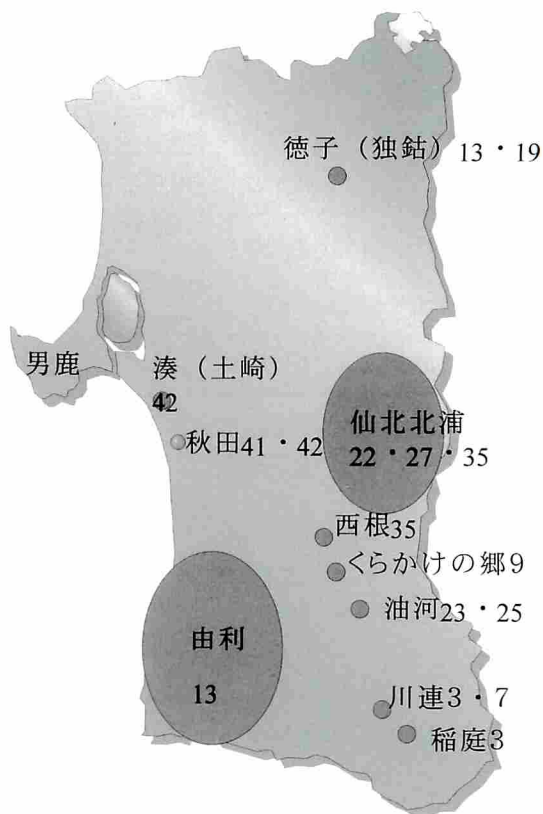 徳子（独鈷）13・19
男鹿
湊（土崎）
42
秋田41・42
仙北北浦
22・27・35
西根35
くらかけの郷9
油河23・25
由利
13
川連3・7
稲庭3